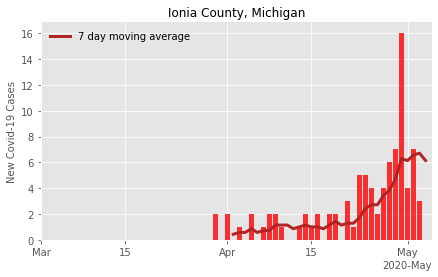 Ionia County, Michigan
7 day moving average
New Covid-19 Cases
16
14
12
10
8
6
4
2
0
Mar 15 Apr 15 May
2020-May